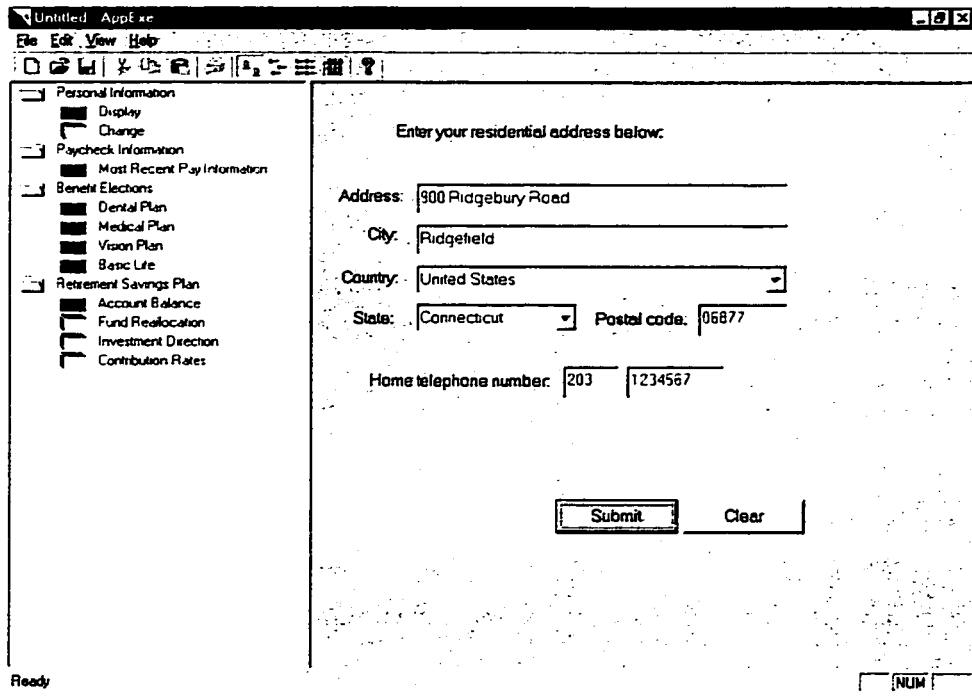 Untitled AppExe
File Edit View Help
Personal Information
Display
Change
Paycheck Information
Most Recent Pay Information
Benefit Elections
Dental Plan
Medical Plan
Vision Plan
Basic Life
Retirement Savings Plan
Account Balance
Fund Reallocation
Investment Direction
Contribution Rates
Enter your residential address below:
Address: 900 Ridgebury Road
City: Ridgefield
Country: United States
State: Connecticut Postal code: 06877
Home telephone number: 203 1234567
Submit Clear
Ready NUM